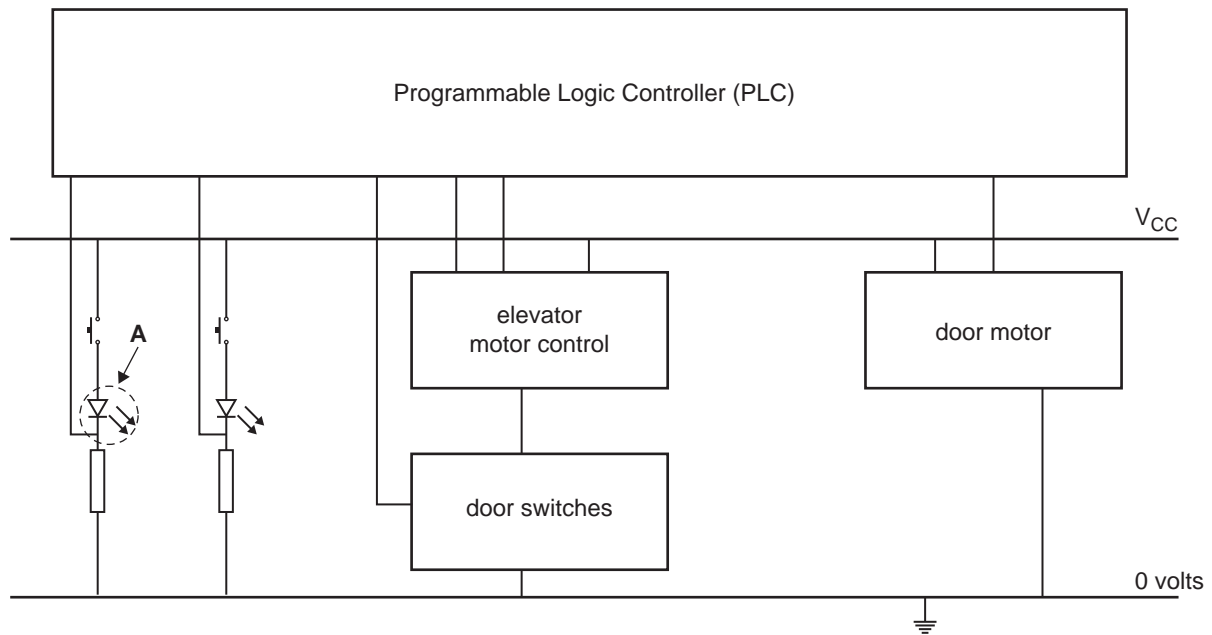 Programmable Logic Controller (PLC)
VCC
A
elevator
motor control
door motor
door switches
0 volts